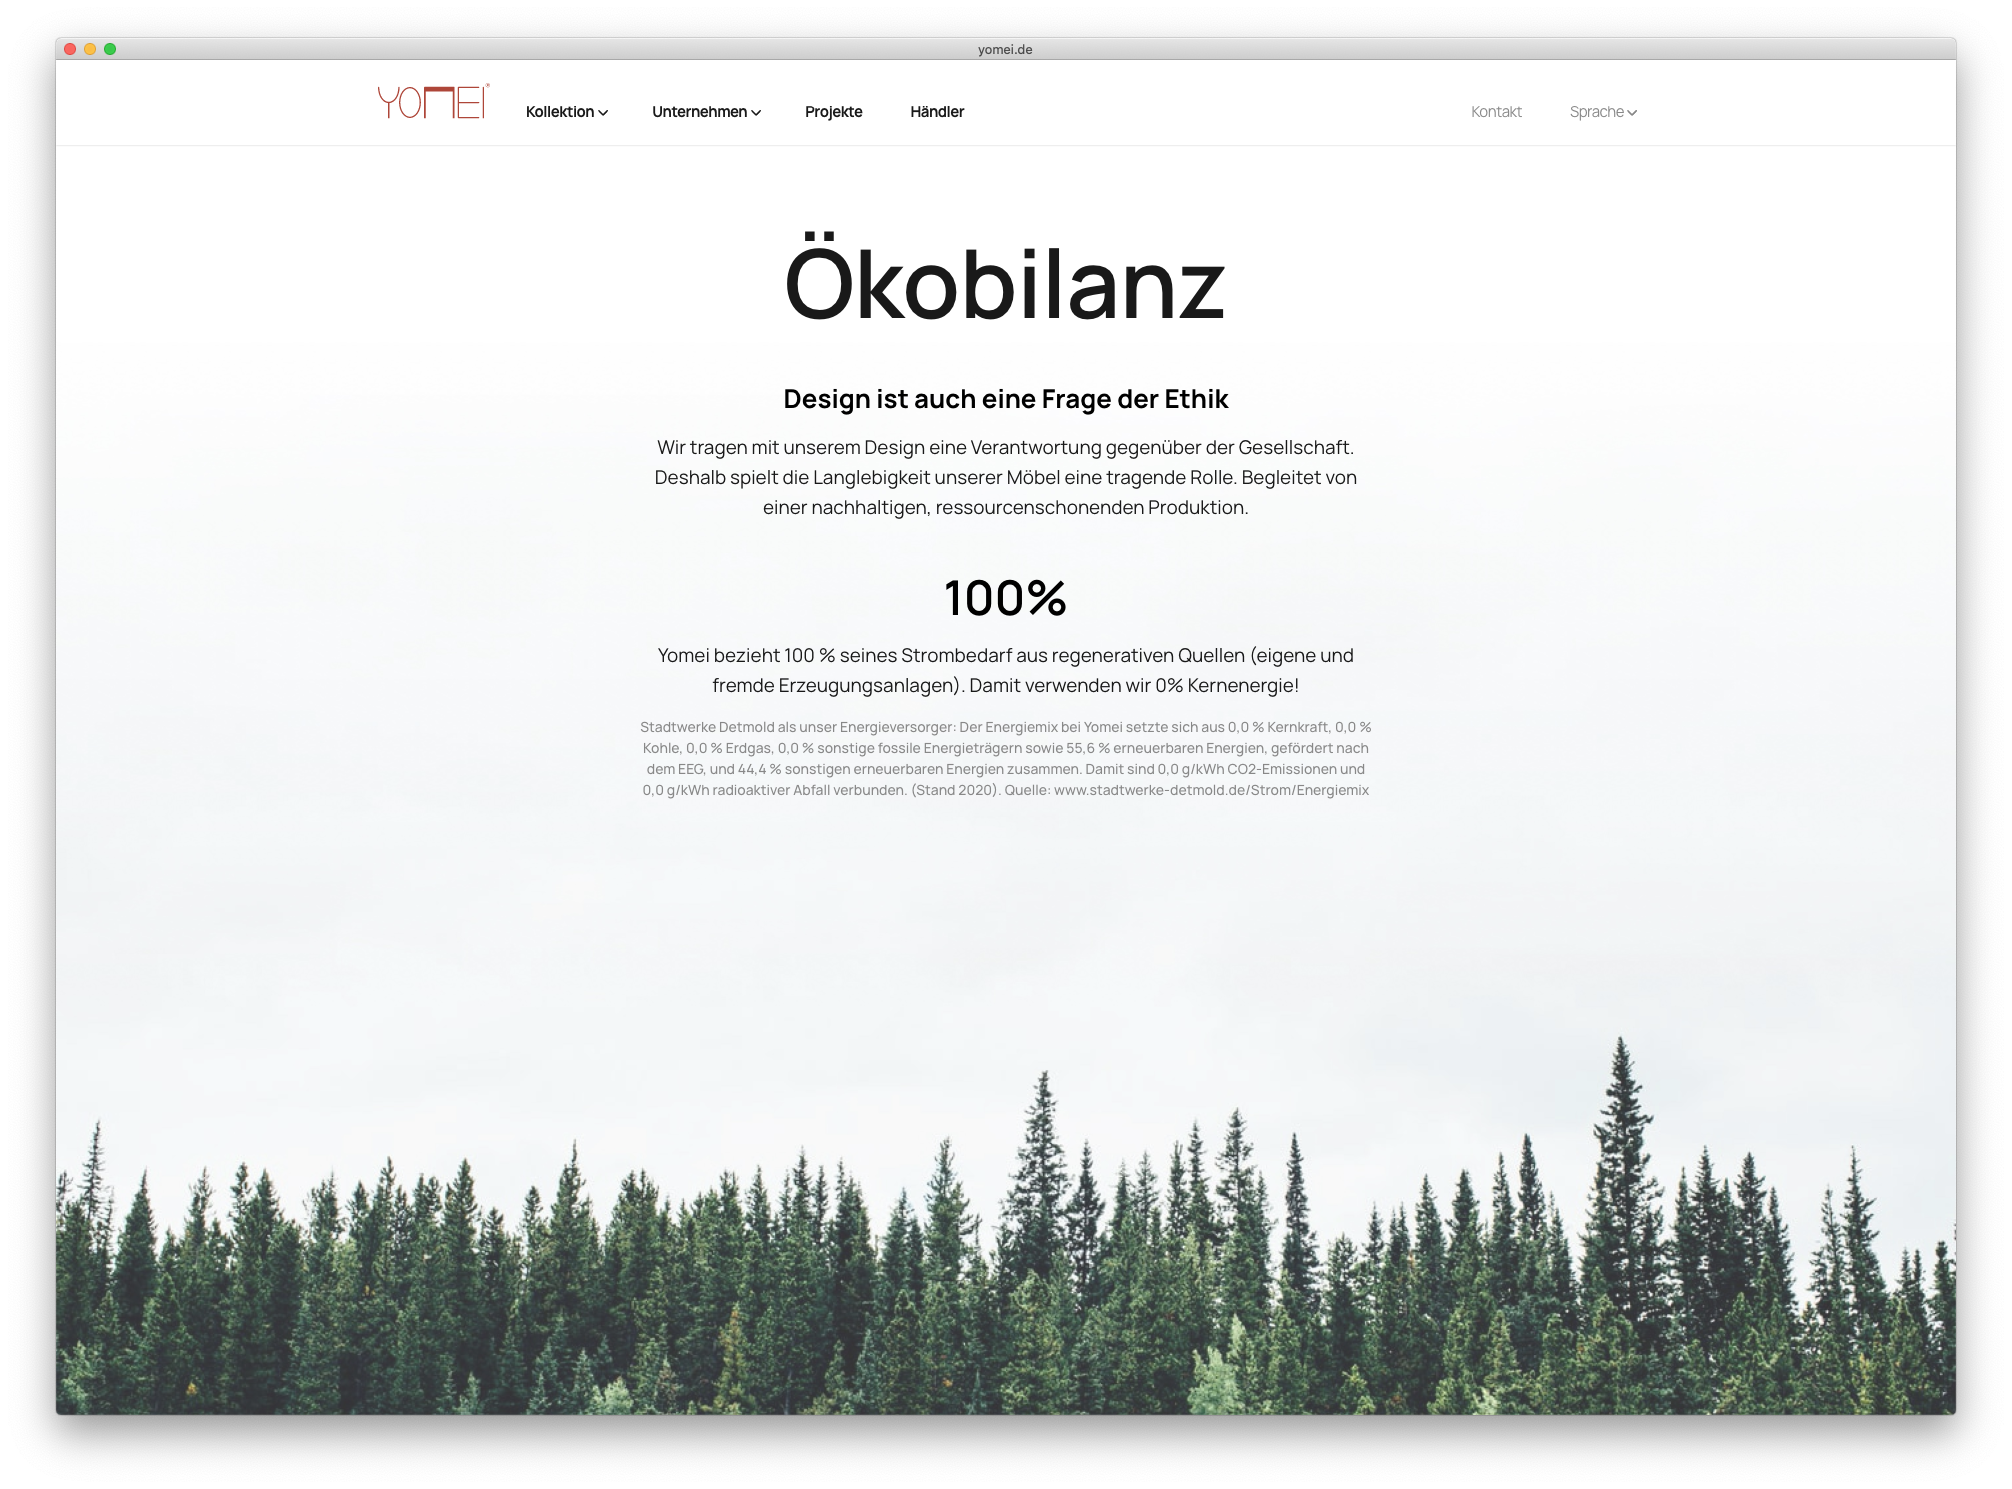 yomei.de
YOMEI®
Kollektion
Unternehmen
Projekte
Händler
Kontakt
Sprache
Ökobilanz
Design ist auch eine Frage der Ethik
Wir tragen mit unserem Design eine Verantwortung gegenüber der Gesellschaft.
Deshalb spielt die Langlebigkeit unserer Möbel eine tragende Rolle. Begleitet von
einer nachhaltigen, ressourcenschonenden Produktion.
100%
Yomei bezieht 100 % seines Strombedarf aus regenerativen Quellen (eigene und
fremde Erzeugungsanlagen). Damit verwenden wir 0% Kernenergie!
Stadtwerke Detmold als unser Energieversorger: Der Energiemix bei Yomei setzte sich aus 0,0 % Kernkraft, 0,0 %
Kohle, 0,0 % Erdgas, 0,0 % sonstige fossile Energieträgern sowie 55,6 % erneuerbaren Energien, gefördert nach
dem EEG, und 44,4 % sonstigen erneuerbaren Energien zusammen. Damit sind 0,0 g/kWh CO2-Emissionen und
0,0 g/kWh radioaktiver Abfall verbunden. (Stand 2020). Quelle: www.stadtwerke-detmold.de/Strom/Energiemix